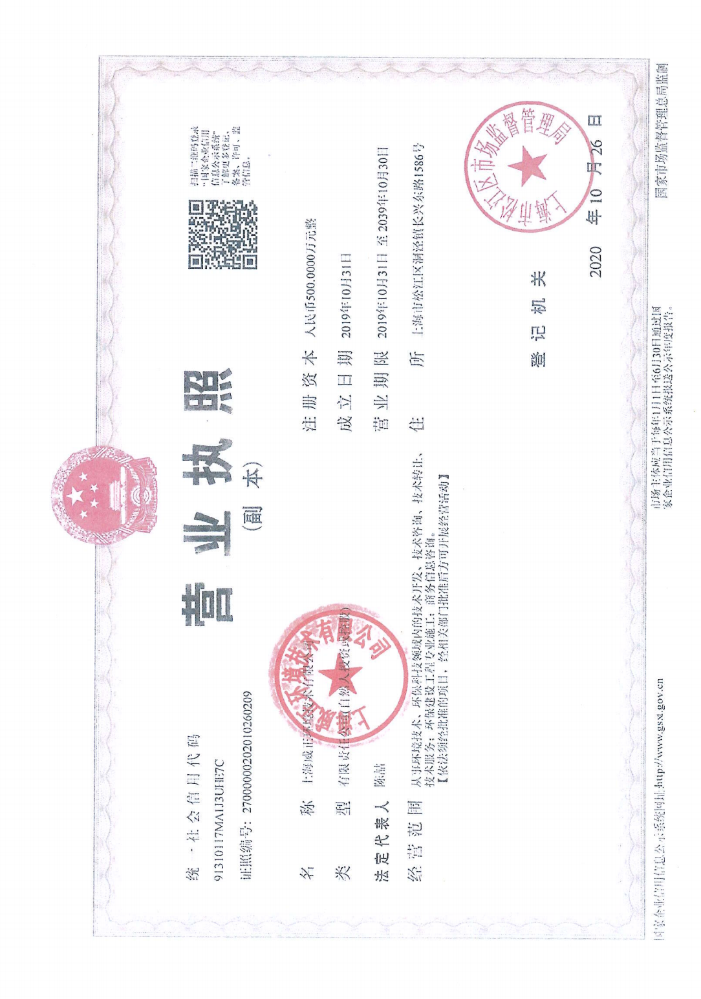 营业执照
(副 本)
统一社会信用代码
91310117MA1J3UHE7C
证照编号：27000000202010260209
扫描二维码登录
“国家企业信用
信息公示系统”
了解更多登记、
备案、许可、监
管信息。
名 称 上海威正环境技术有限公司
类 型 有限责任公司(自然人投资或控股)
法定代表人 陈喆
经营范围 从事环境技术、环保科技领域内的技术开发、技术咨询、技术转让、
技术服务；环保建设工程专业施工；商务信息咨询。
【依法须经批准的项目，经相关部门批准后方可开展经营活动】
注册资本 人民币500.0000万元整
成立日期 2019年10月31日
营业期限 2019年10月31日 至 2039年10月30日
住 所 上海市松江区洞泾镇长兴东路1586号
上海威正环境技术有限公司
登记机关
上海市松江区市场监督管理局
2020 年 10 月 26 日
国家企业信用信息公示系统网址:http://www.gsxt.gov.cn
市场主体应当于每年1月1日至6月30日通过国
家企业信用信息公示系统报送公示年度报告。
国家市场监督管理总局监制